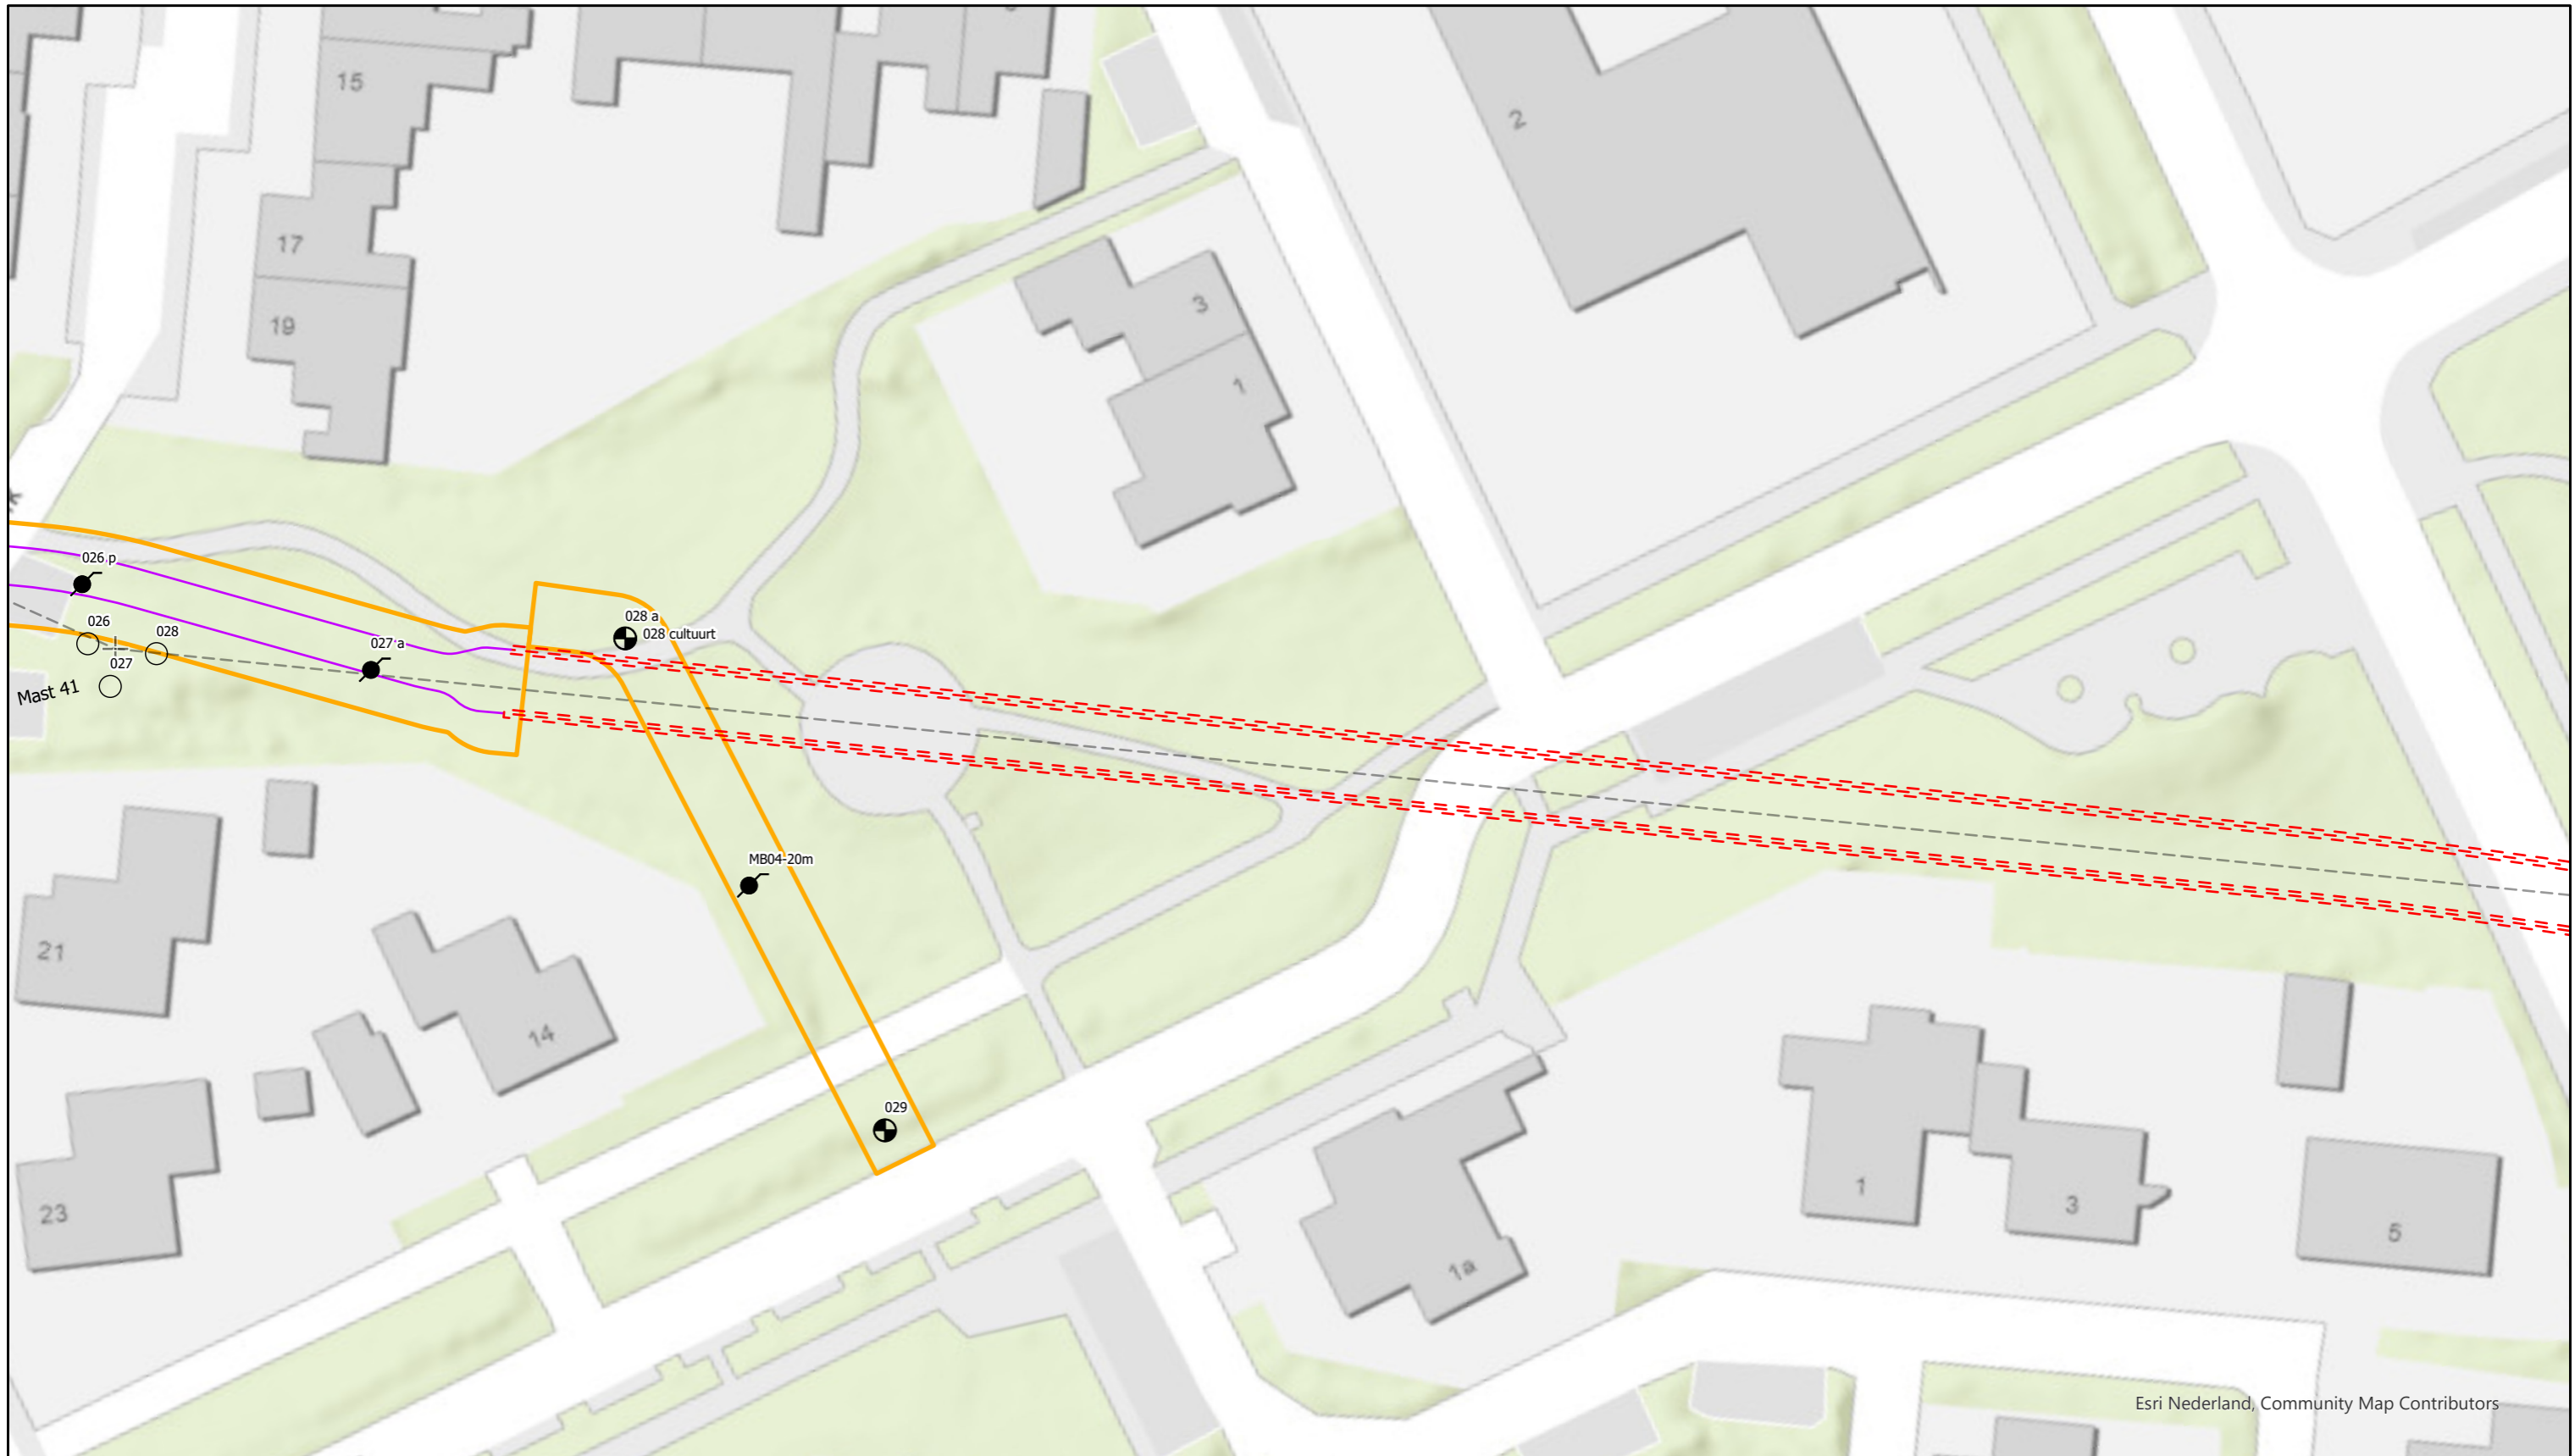 15
2
17
3
19
1
026 p
028 a
026
028
028 cultuurt
027 a
027
Mast 41
MB04-20m
21
14
029
1
3
23
5
1a
Esri Nederland, Community Map Contributors